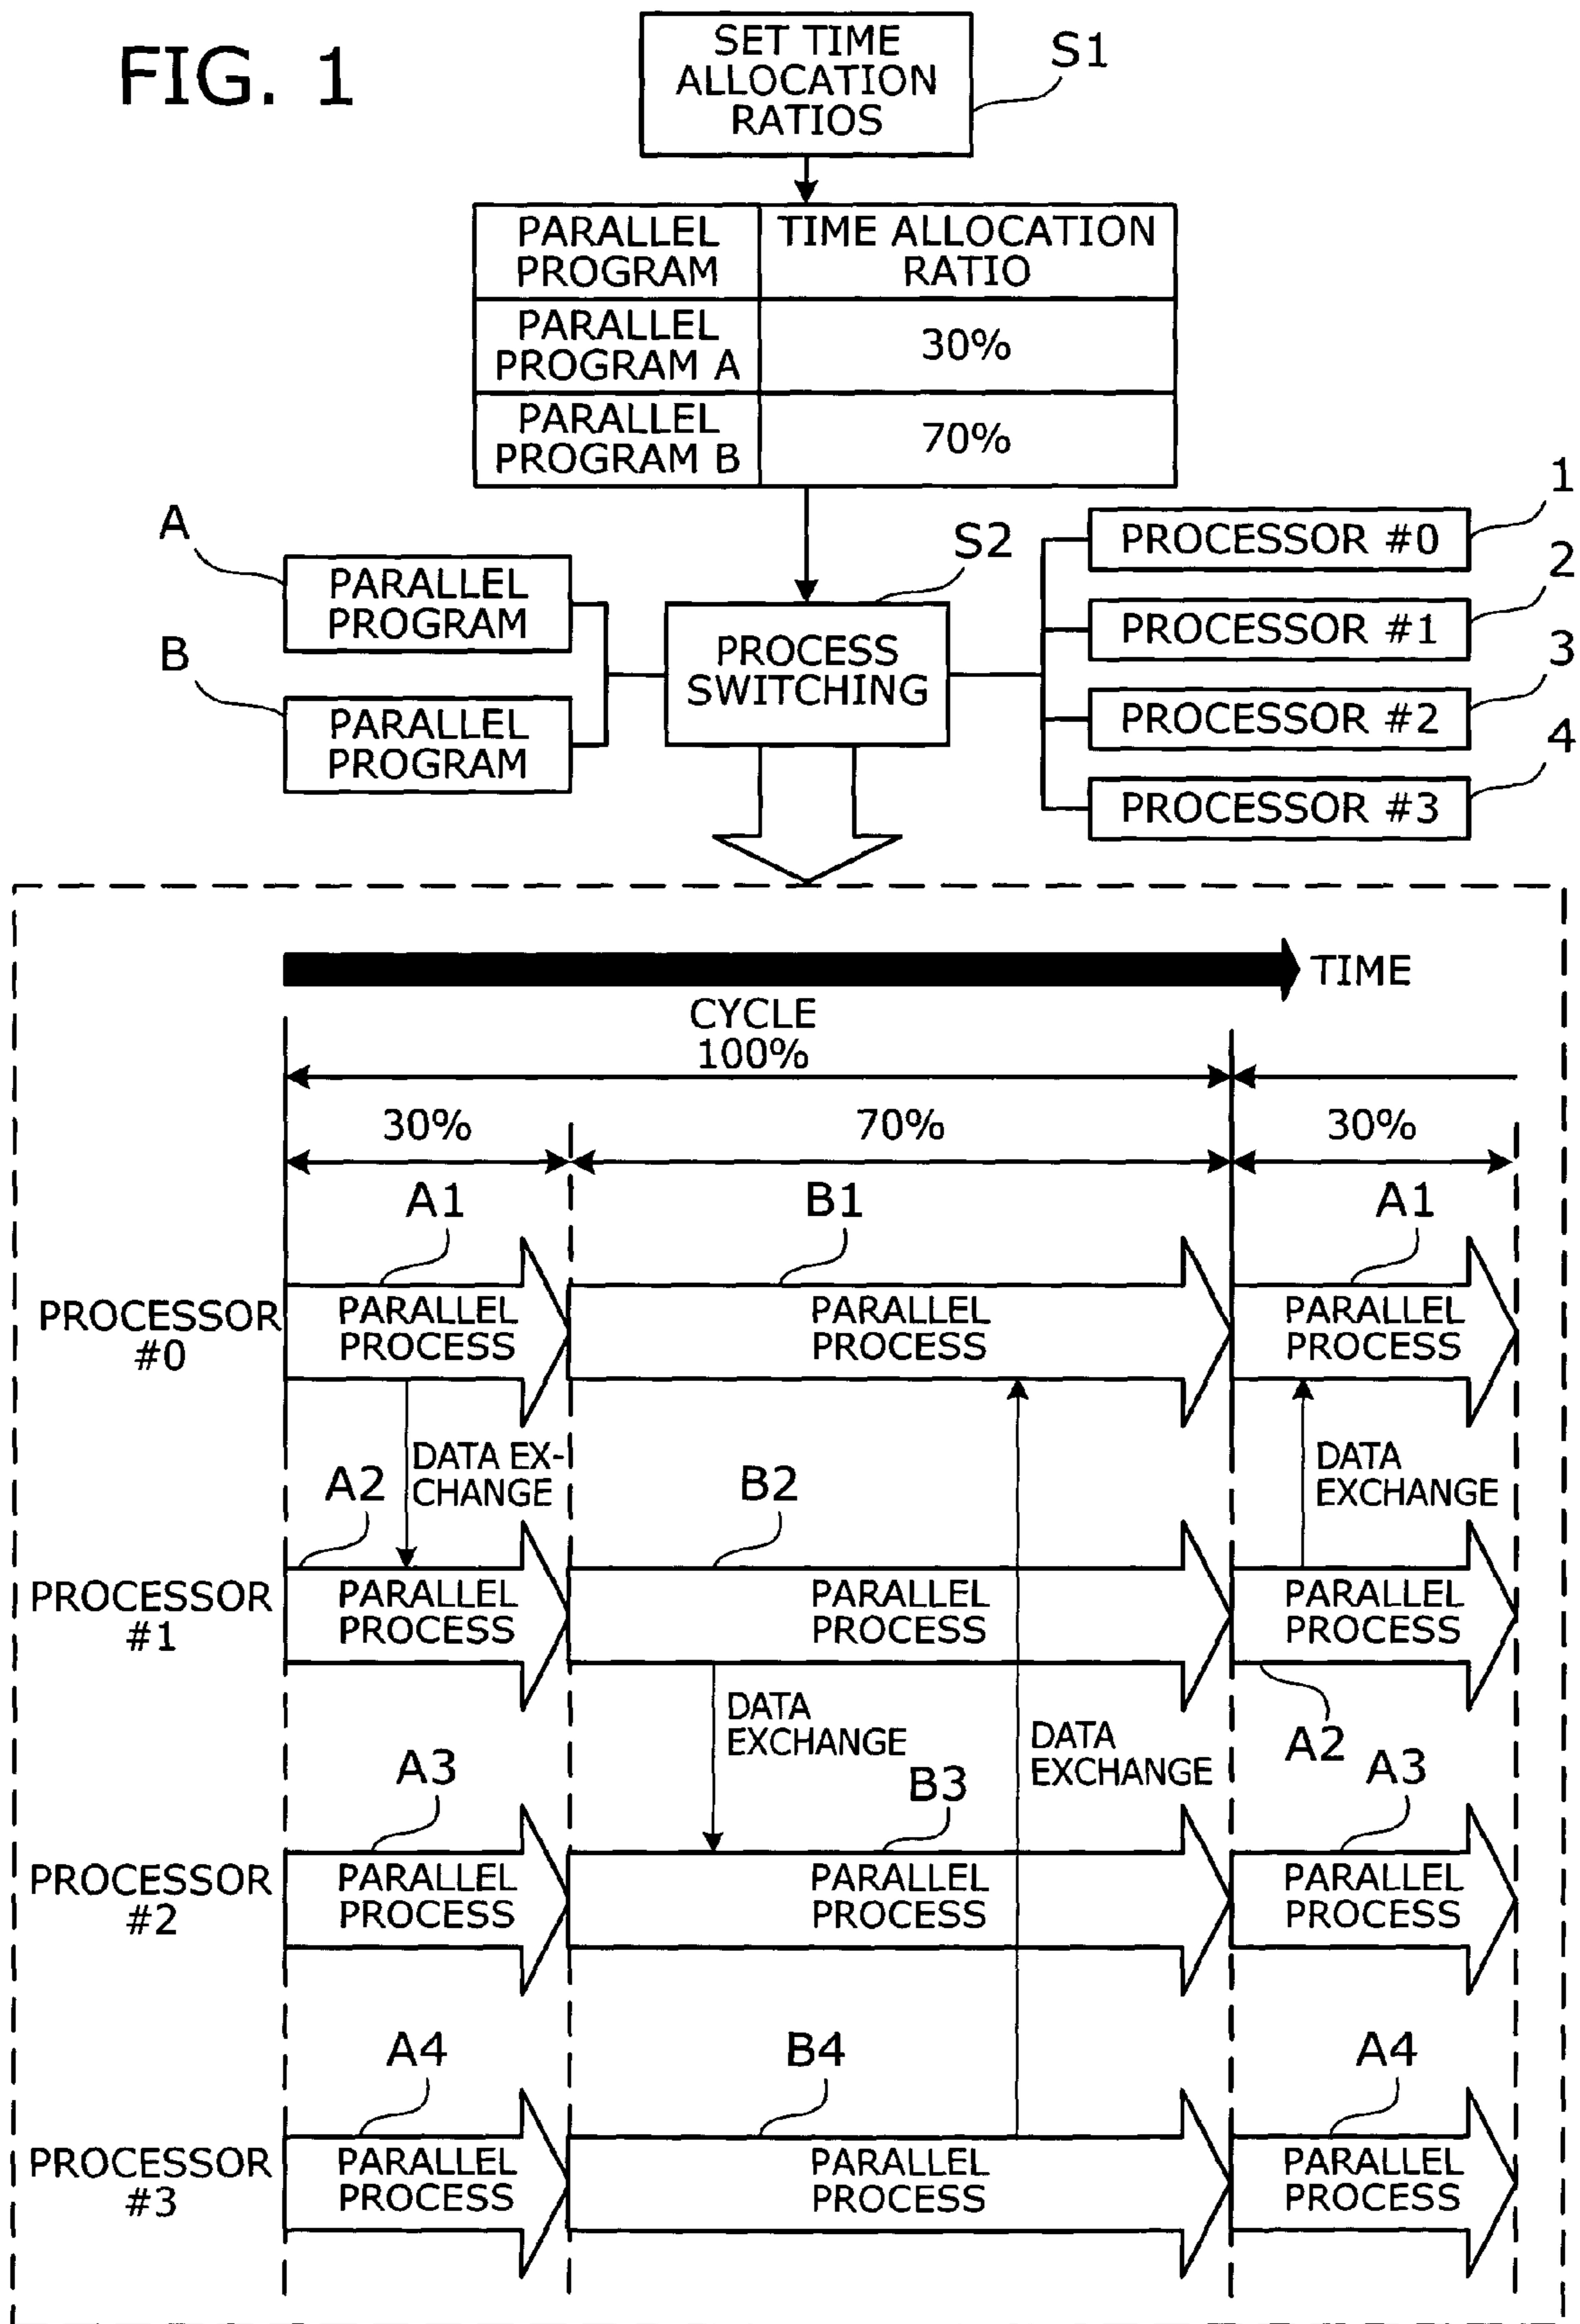 FIG. 1
SET TIME
ALLOCATION
RATIOS
S1
PARALLEL
PROGRAM
TIME ALLOCATION
RATIO
PARALLEL
PROGRAM A
30%
PARALLEL
PROGRAM B
70%
A
PARALLEL
PROGRAM
B
PARALLEL
PROGRAM
S2
PROCESS
SWITCHING
1
PROCESSOR #0
2
PROCESSOR #1
3
PROCESSOR #2
4
PROCESSOR #3
TIME
CYCLE
100%
30%
70%
30%
A1
B1
A1
PROCESSOR
#0
PARALLEL
PROCESS
PARALLEL
PROCESS
PARALLEL
PROCESS
DATA EX-
CHANGE
DATA
EXCHANGE
A2
B2
PROCESSOR
#1
PARALLEL
PROCESS
PARALLEL
PROCESS
PARALLEL
PROCESS
A2
DATA
EXCHANGE
DATA
EXCHANGE
A3
B3
A3
PROCESSOR
#2
PARALLEL
PROCESS
PARALLEL
PROCESS
PARALLEL
PROCESS
A4
B4
A4
PROCESSOR
#3
PARALLEL
PROCESS
PARALLEL
PROCESS
PARALLEL
PROCESS